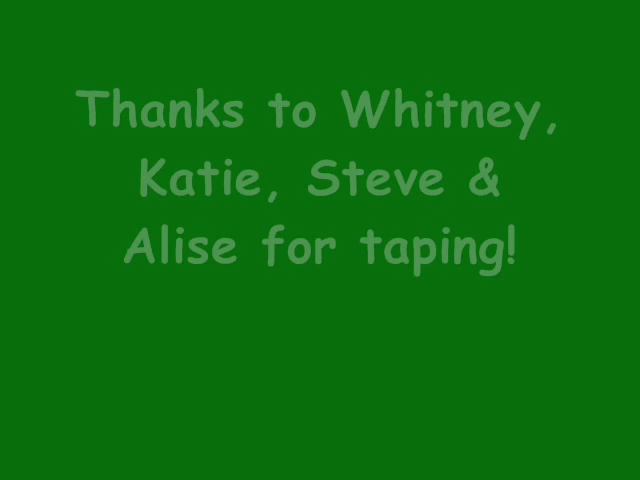 Thanks to Whitney,
Katie, Steve &
Alise for taping!